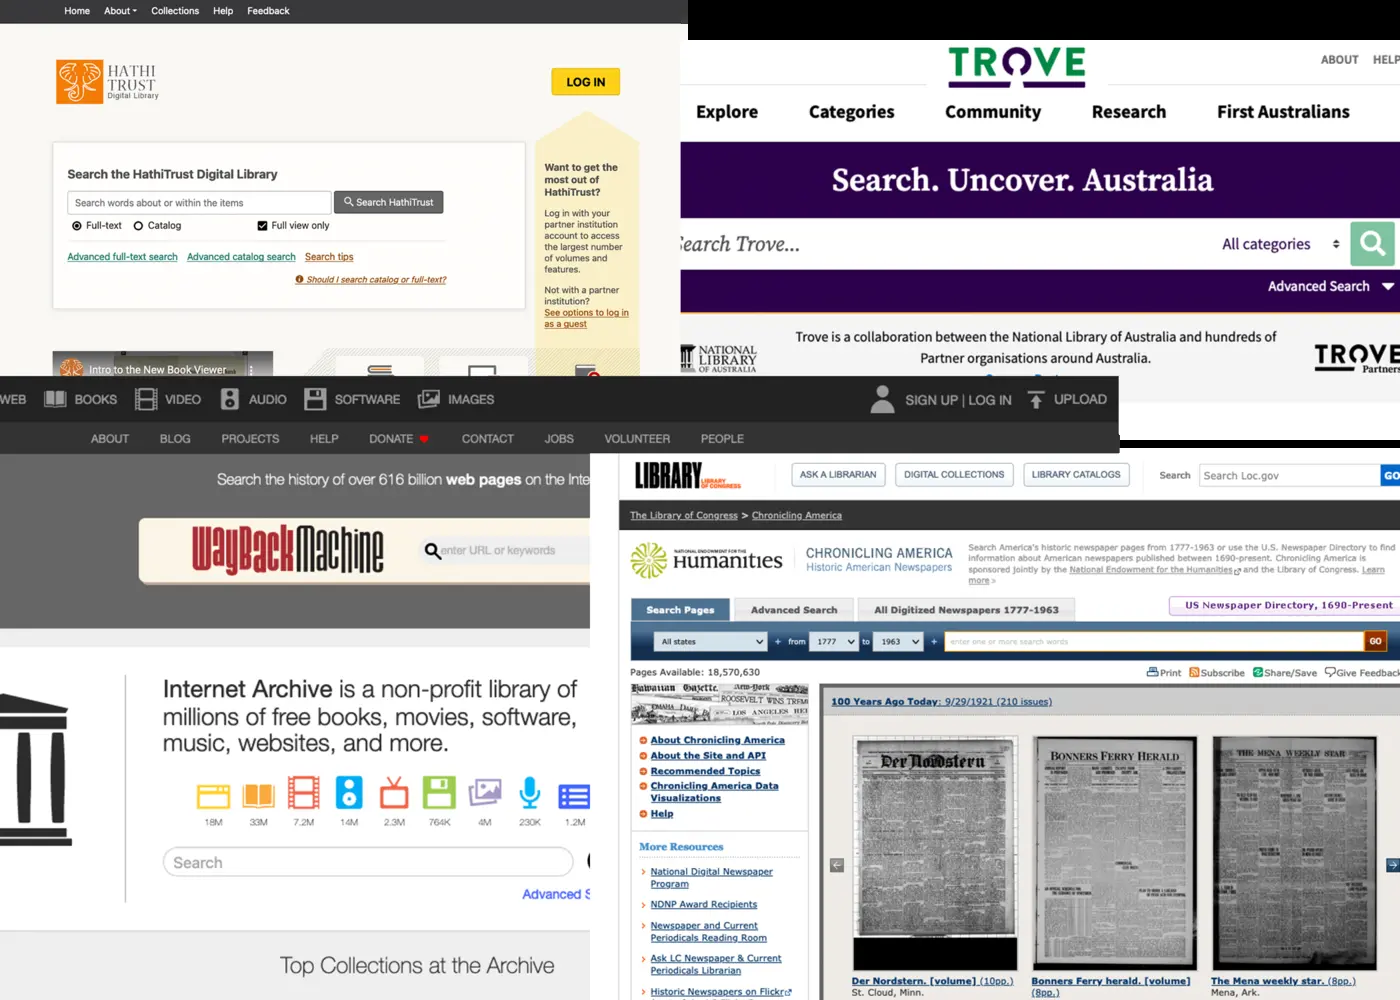 Home About Collections Help Feedback
HATHI
TRUST
Digital Library
LOG IN
Search the HathiTrust Digital Library
Search words about or within the items
Search HathiTrust
Full-text Catalog Full view only
Advanced full-text search Advanced catalog search Search tips
Should I search catalog or full-text?
Want to get the
most out of
HathiTrust?
Log in with your
partner institution
account to access
the largest number
of volumes and
features.
Not with a partner
institution?
See options to log in
as a guest
Intro to the New Book Viewer
TROVE
ABOUT HELP
Explore Categories Community Research First Australians
Search. Uncover. Australia
Search Trove...
All categories
Advanced Search
Trove is a collaboration between the National Library of Australia and hundreds of
Partner organisations around Australia.
NATIONAL
LIBRARY
OF AUSTRALIA
TROVE
Partners
WEB BOOKS VIDEO AUDIO SOFTWARE IMAGES
SIGN UP | LOG IN UPLOAD
ABOUT BLOG PROJECTS HELP DONATE CONTACT JOBS VOLUNTEER PEOPLE
Search the history of over 616 billion web pages on the Inte
WayBackMachine
enter URL or keywords
Internet Archive is a non-profit library of
millions of free books, movies, software,
music, websites, and more.
18M 33M 7.2M 14M 2.3M 764K 4M 230K 1.2M
Search
Advanced S
Top Collections at the Archive
LIBRARY
LIBRARY
OF CONGRESS
ASK A LIBRARIAN DIGITAL COLLECTIONS LIBRARY CATALOGS
Search Search Loc.gov GO
The Library of Congress > Chronicling America
NATIONAL ENDOWMENT FOR THE
Humanities
CHRONICLING AMERICA
Historic American Newspapers
Search America's historic newspaper pages from 1777-1963 or use the U.S. Newspaper Directory to find
information about American newspapers published between 1690-present. Chronicling America is
sponsored jointly by the National Endowment for the Humanities and the Library of Congress. Learn
more >
Search Pages Advanced Search All Digitized Newspapers 1777-1963
US Newspaper Directory, 1690-Present
All states + from 1777 to 1963 + enter one or more search words GO
Pages Available: 18,570,630
Print Subscribe Share/Save Give Feedback
Hawaiian Gazette. New-York
ROOSEVELT WINS TREM
OMAHA DAILY
LOS ANGELES HER
About Chronicling America
About the Site and API
Recommended Topics
Chronicling America Data
Visualizations
Help
More Resources
National Digital Newspaper
Program
NDNP Award Recipients
Newspaper and Current
Periodicals Reading Room
Ask LC Newspaper & Current
Periodicals Librarian
Historic Newspapers on Flickr
100 Years Ago Today: 9/29/1921 (210 issues)
Der Nordstern
BONNERS FERRY HERALD
THE MENA WEEKLY STAR
Der Nordstern. [volume] (10pp.)
St. Cloud, Minn.
Bonners Ferry herald. [volume]
(8pp.)
The Mena weekly star. (8pp.)
Mena, Ark.